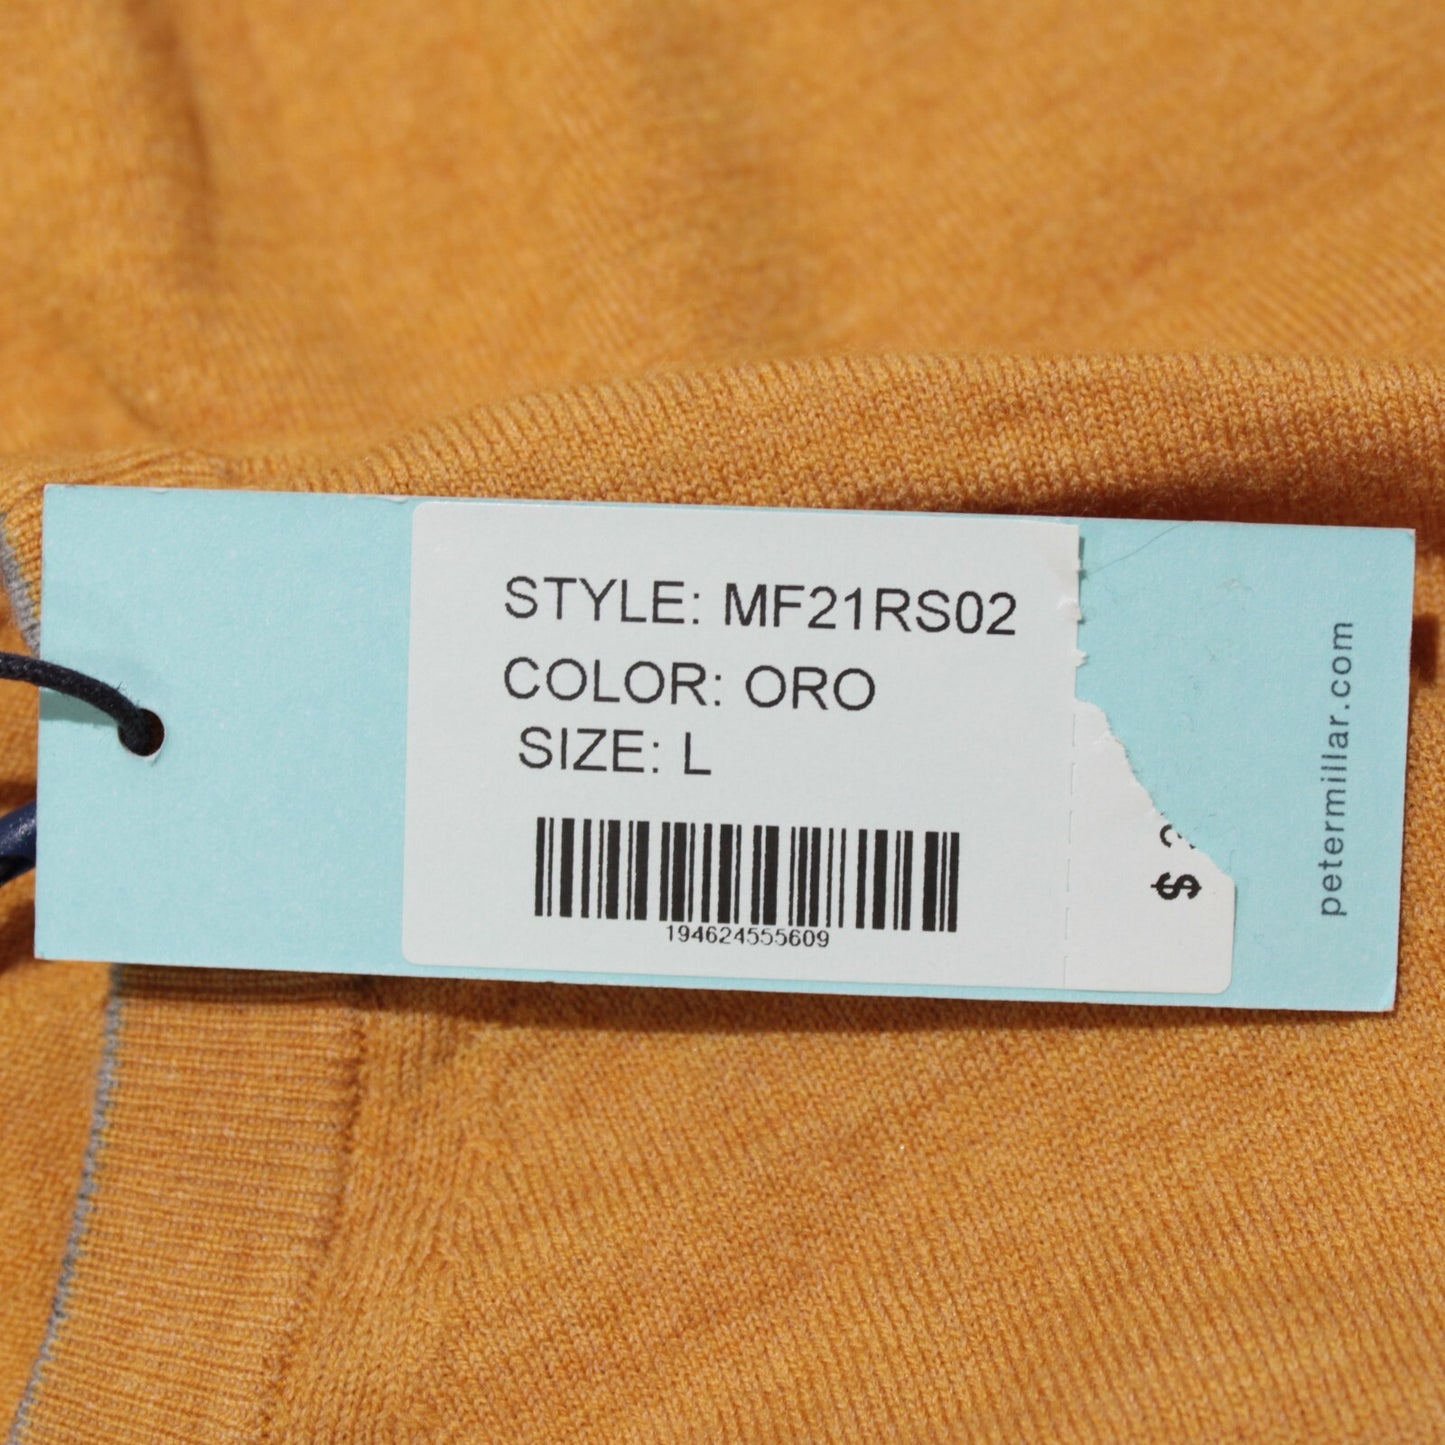 STYLE: MF21RS02
COLOR: ORO
SIZE: L
194624555609
$
petermillar.com